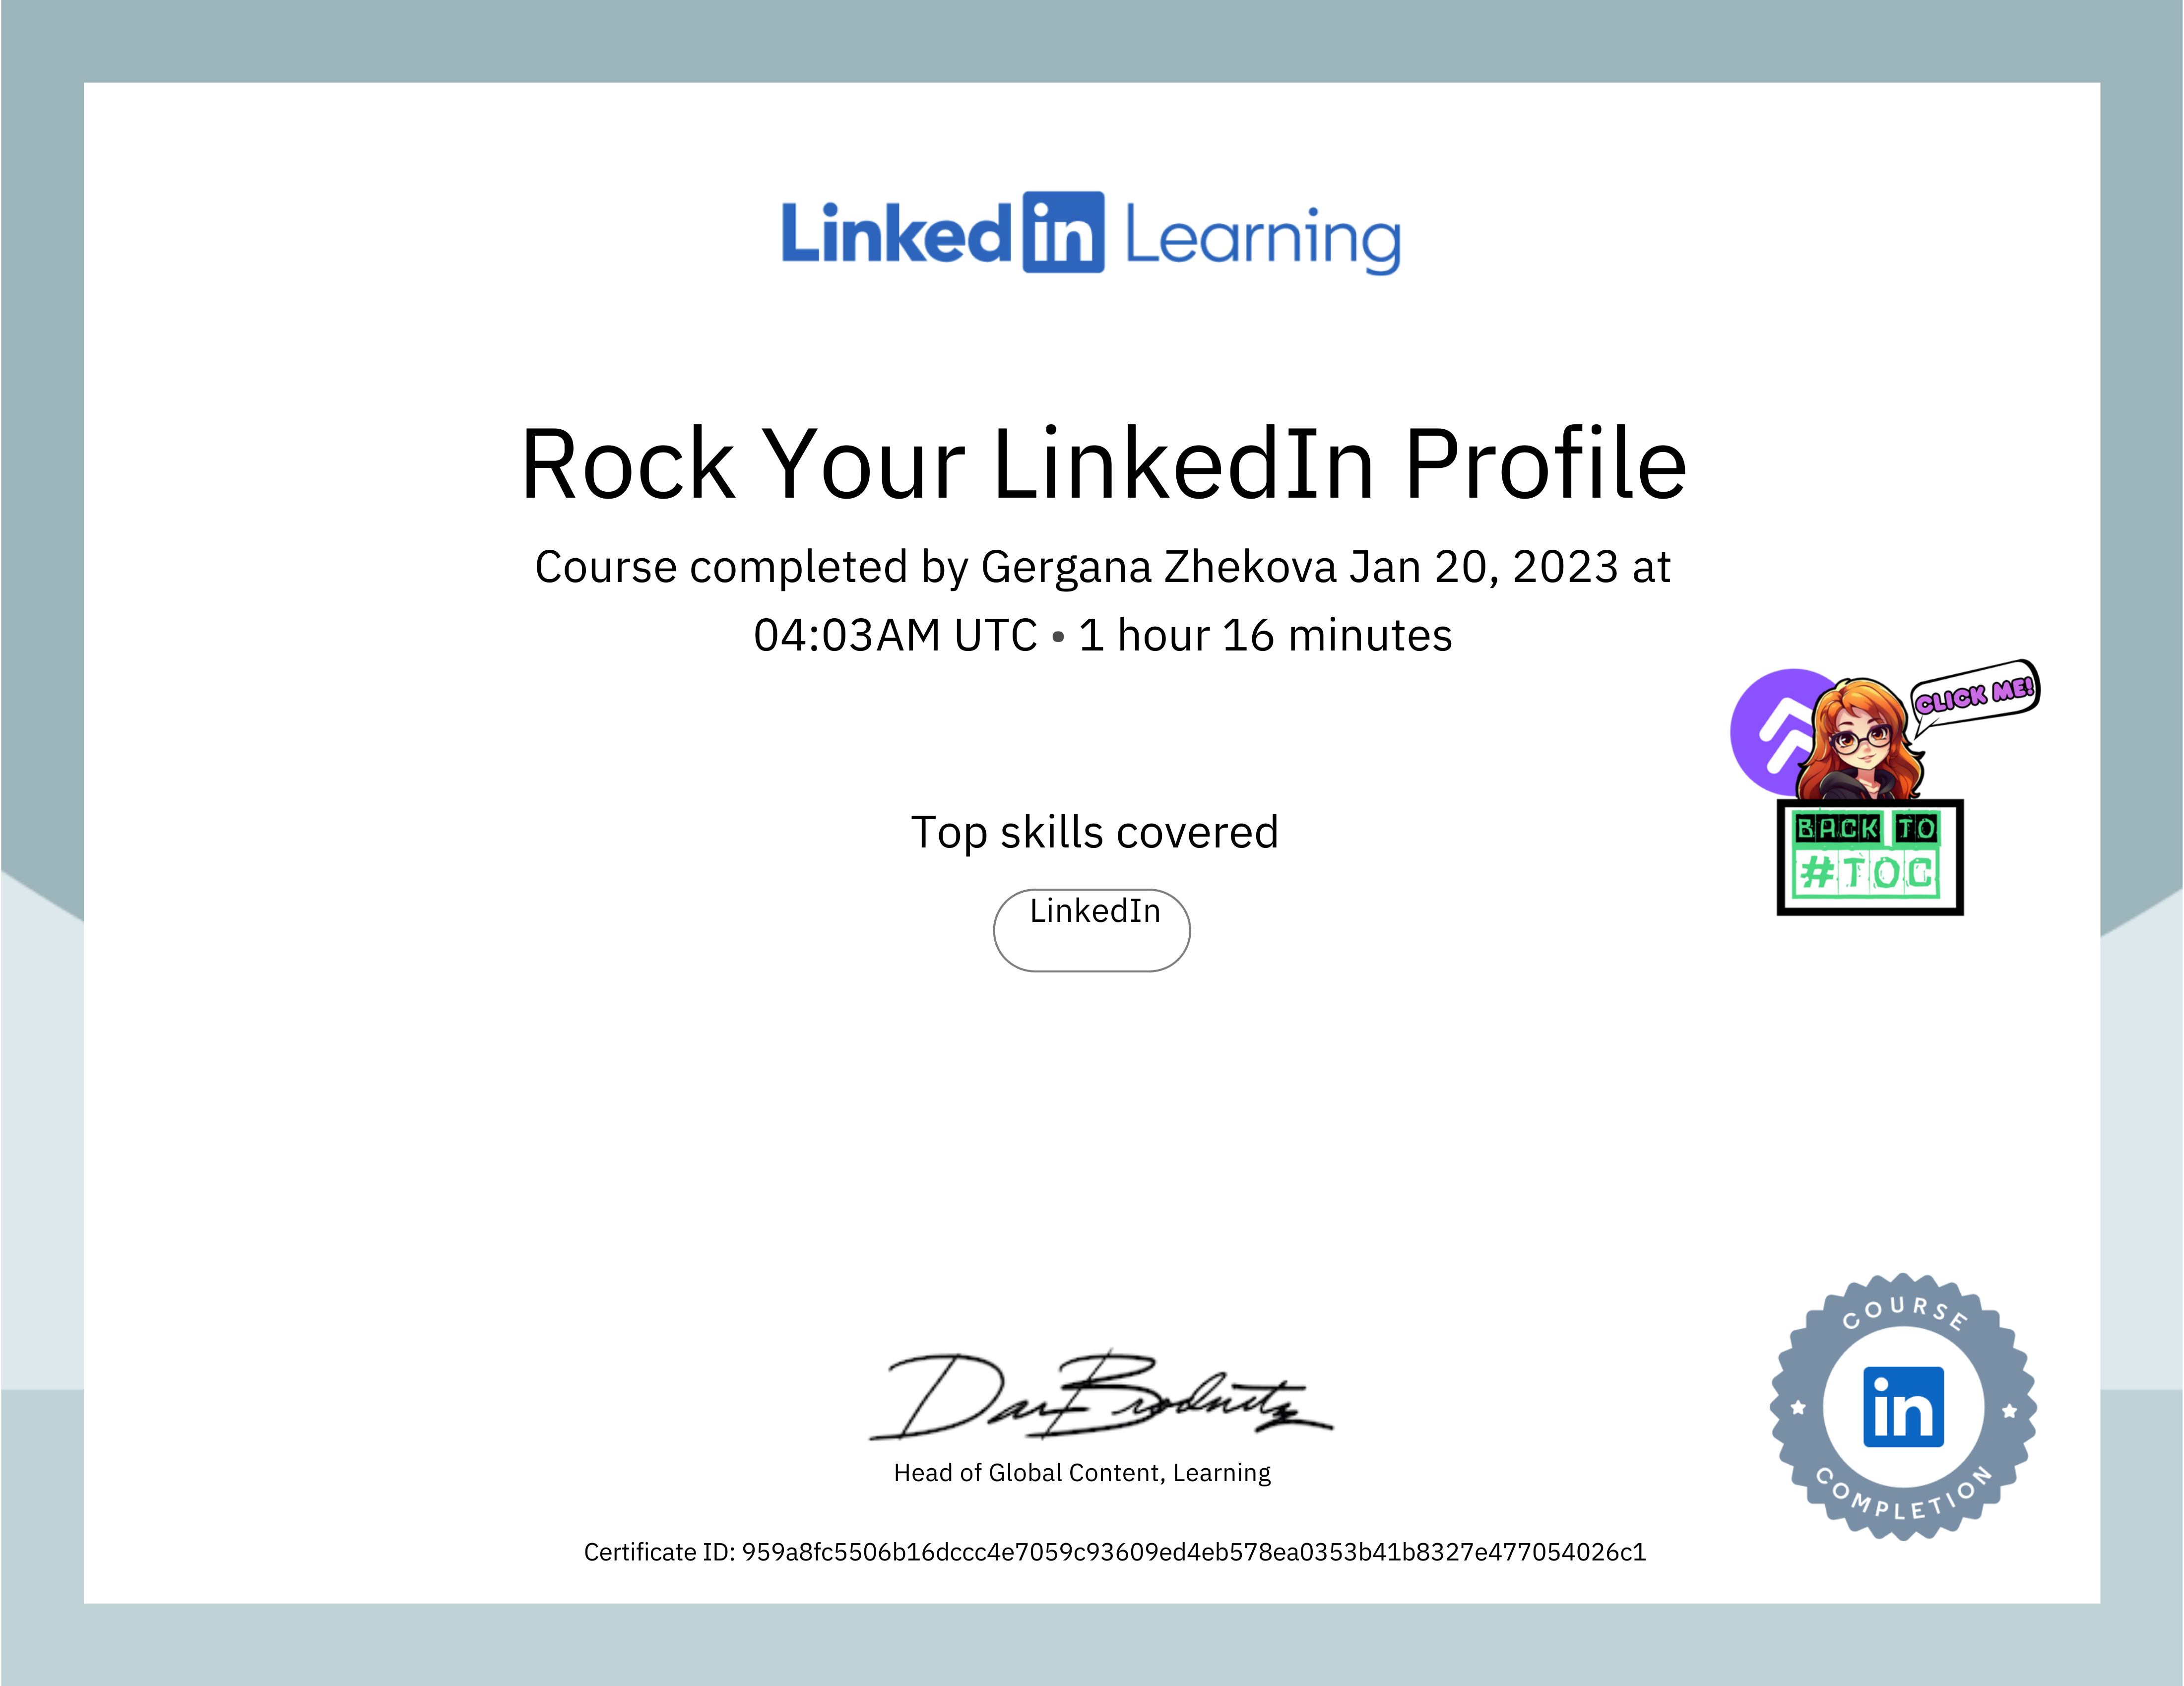 Linked in Learning
Rock Your LinkedIn Profile
Course completed by Gergana Zhekova Jan 20, 2023 at
04:03AM UTC • 1 hour 16 minutes
CLICK ME!
Top skills covered
BACK TO
#TOC
LinkedIn
COURSE
in
COMPLETION
Dan Brodnitz
Head of Global Content, Learning
Certificate ID: 959a8fc5506b16dccc4e7059c93609ed4eb578ea0353b41b8327e477054026c1